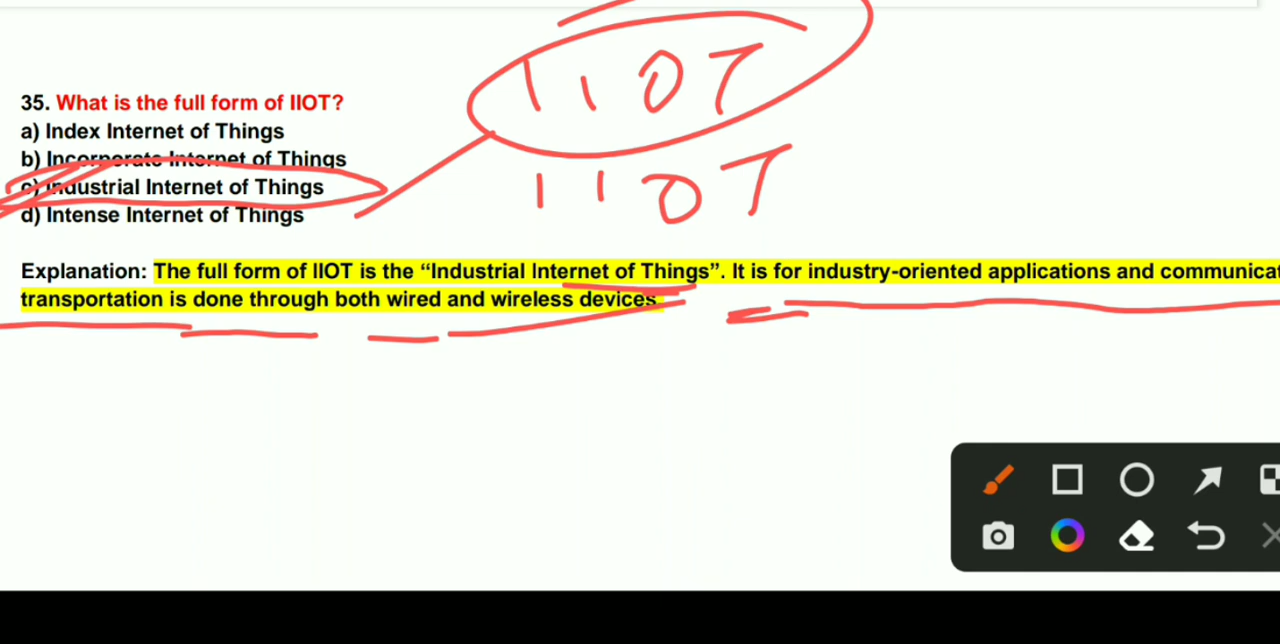 1107
35. What is the full form of IIOT?
a) Index Internet of Things
b) Incorporate Internet of Things
c) Industrial Internet of Things
d) Intense Internet of Things
IIOT
Explanation: The full form of IIOT is the “Industrial Internet of Things”. It is for industry-oriented applications and communicat
transportation is done through both wired and wireless devices